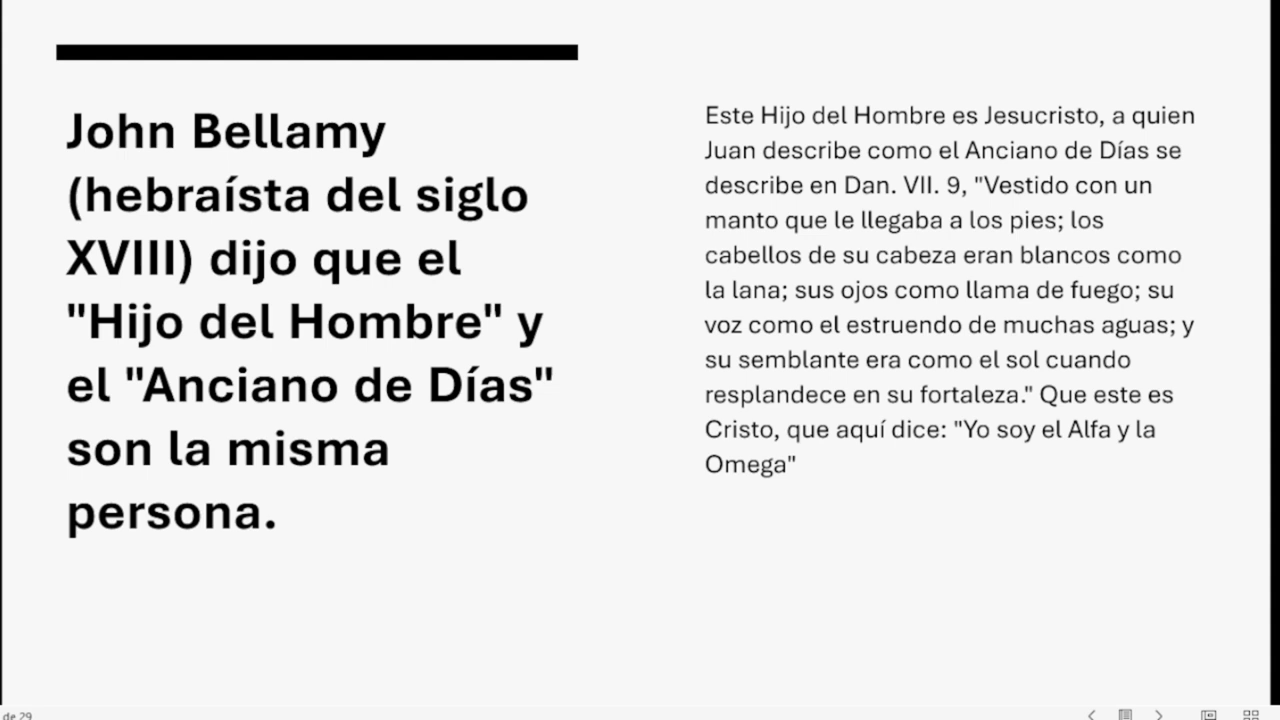 John Bellamy
(hebraísta del siglo
XVIII) dijo que el
"Hijo del Hombre" y
el "Anciano de Días"
son la misma
persona.
Este Hijo del Hombre es Jesucristo, a quien
Juan describe como el Anciano de Días se
describe en Dan. VII. 9, "Vestido con un
manto que le llegaba a los pies; los
cabellos de su cabeza eran blancos como
la lana; sus ojos como llama de fuego; su
voz como el estruendo de muchas aguas; y
su semblante era como el sol cuando
resplandece en su fortaleza." Que este es
Cristo, que aquí dice: "Yo soy el Alfa y la
Omega"
de 29